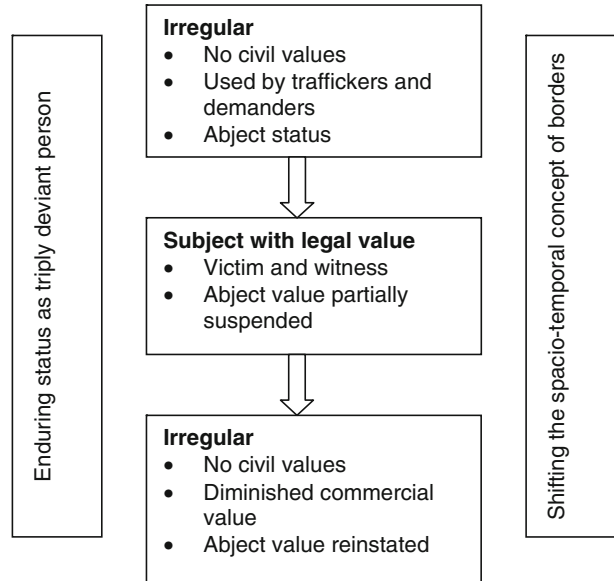 Enduring status as triply deviant person
Irregular
• No civil values
• Used by traffickers and
demanders
• Abject status
Subject with legal value
• Victim and witness
• Abject value partially
suspended
Irregular
• No civil values
• Diminished commercial
value
• Abject value reinstated
Shifting the spacio-temporal concept of borders